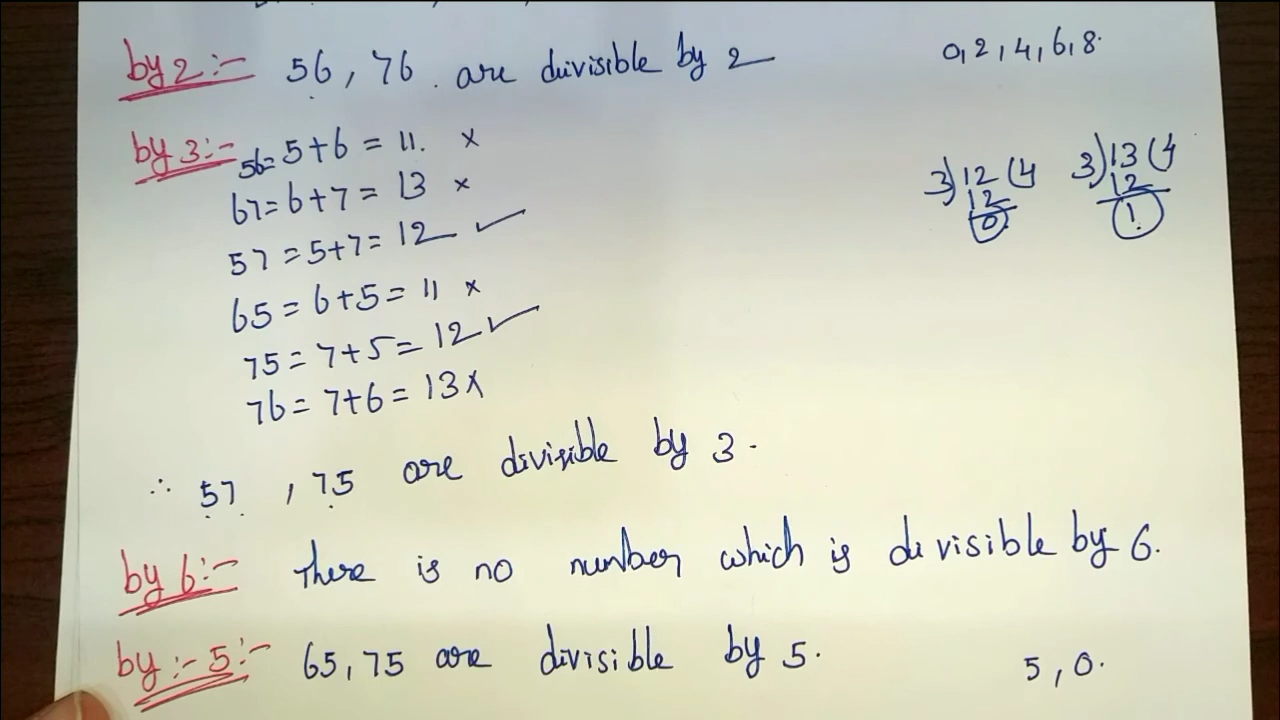 by 2:- 56, 76 are divisible by 2
0, 2, 4, 6, 8.
by 3:- 56= 5+6 = 11. x
67= 6+7 = 13 x
57 = 5+7= 12 ✓
65 = 6+5 = 11 x
75 = 7+5 = 12 ✓
76 = 7+6 = 13 x
3)12(4
12
0
3)13(4
12
1
∴ 57, 75 are divisible by 3.
by 6:- There is no number which is divisible by 6.
by:- 5:- 65, 75 are divisible by 5.
5, 0.